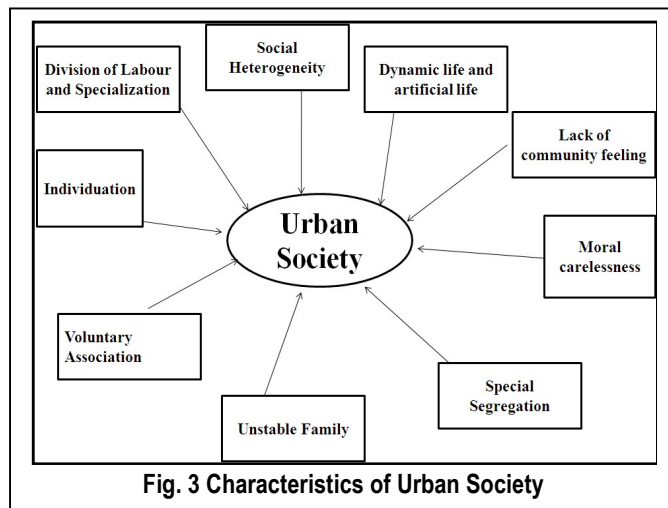 Social
Heterogeneity
Division of Labour
and Specialization
Dynamic life and
artificial life
Lack of
community feeling
Individuation
Urban
Society
Moral
carelessness
Voluntary
Association
Special
Segregation
Unstable Family
Fig. 3 Characteristics of Urban Society